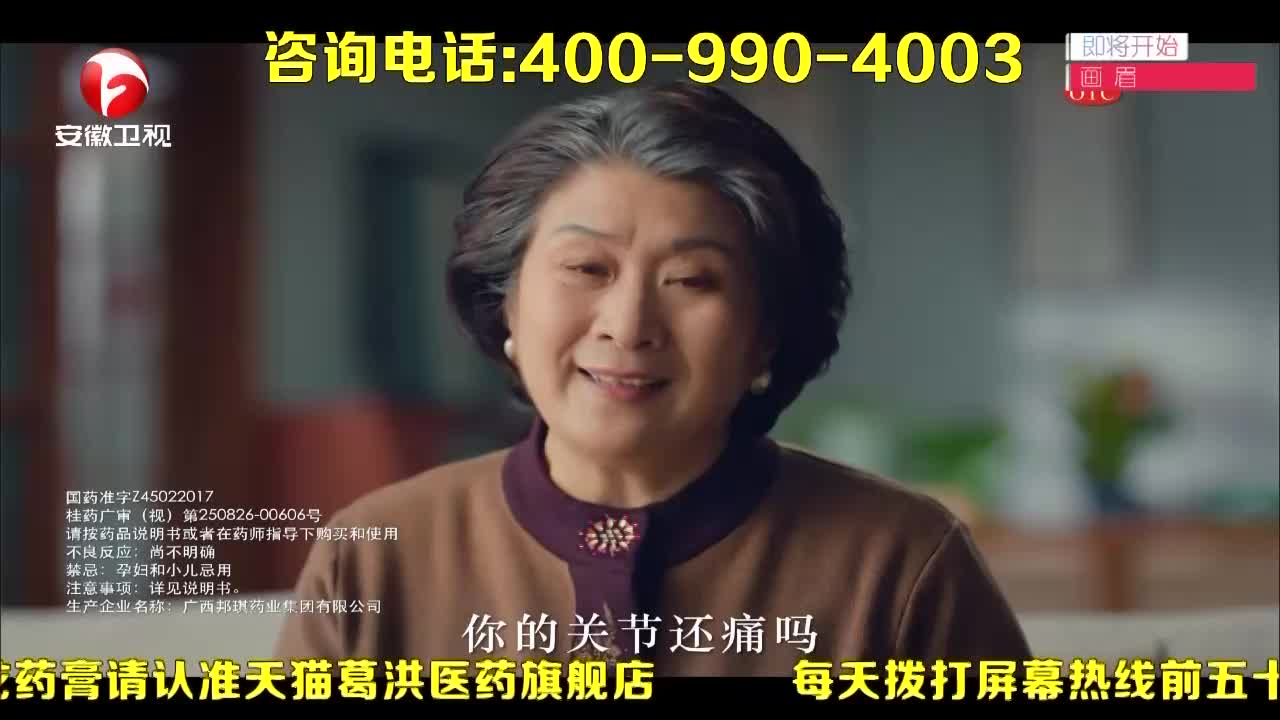 咨询电话:400-990-4003
即将开始
画眉
OTC
安徽卫视
国药准字Z45022017
桂药广审（视）第250826-00606号
请按药品说明书或者在药师指导下购买和使用
不良反应：尚不明确
禁忌：孕妇和小儿忌用
注意事项：详见说明书。
生产企业名称：广西邦琪药业集团有限公司
你的关节还痛吗
药膏请认准天猫葛洪医药旗舰店 每天拨打屏幕热线前五十